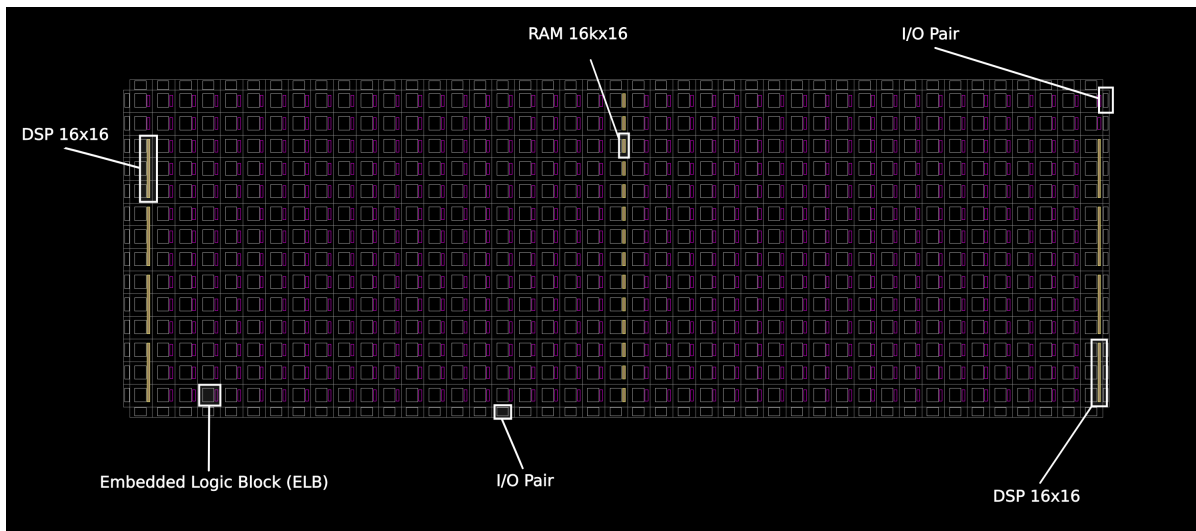 RAM 16kx16
I/O Pair
DSP 16x16
Embedded Logic Block (ELB)
I/O Pair
DSP 16x16